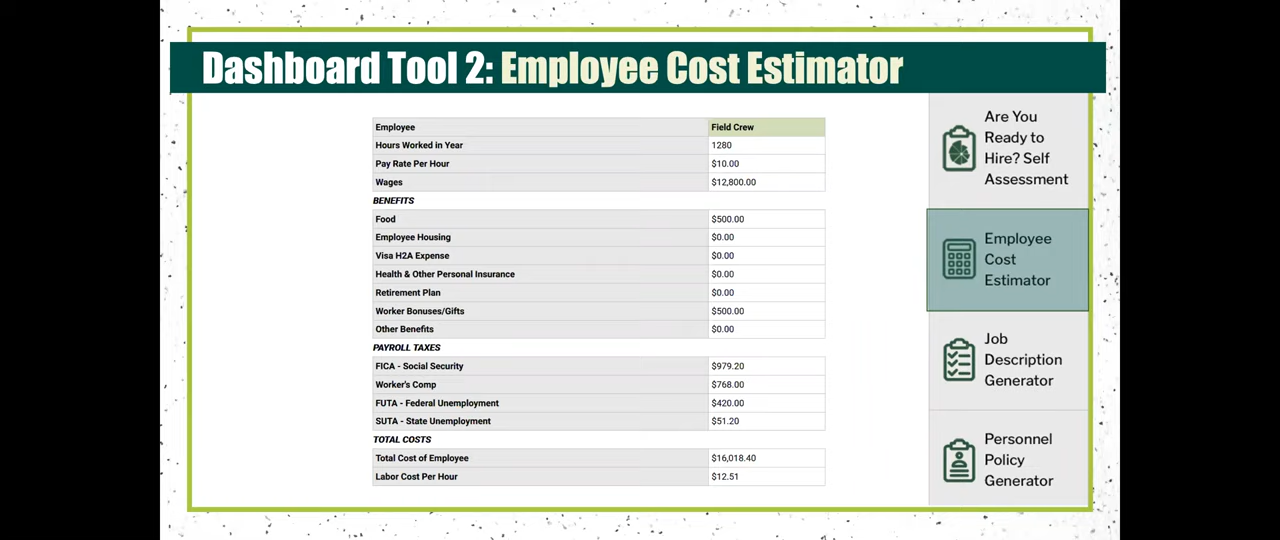 Dashboard Tool 2: Employee Cost Estimator
Employee Field Crew
Hours Worked in Year 1280
Pay Rate Per Hour $10.00
Wages $12,800.00
BENEFITS
Food $500.00
Employee Housing $0.00
Visa H2A Expense $0.00
Health & Other Personal Insurance $0.00
Retirement Plan $0.00
Worker Bonuses/Gifts $500.00
Other Benefits $0.00
PAYROLL TAXES
FICA - Social Security $979.20
Worker's Comp $768.00
FUTA - Federal Unemployment $420.00
SUTA - State Unemployment $51.20
TOTAL COSTS
Total Cost of Employee $16,018.40
Labor Cost Per Hour $12.51
Are You
Ready to
Hire? Self
Assessment
Employee
Cost
Estimator
Job
Description
Generator
Personnel
Policy
Generator